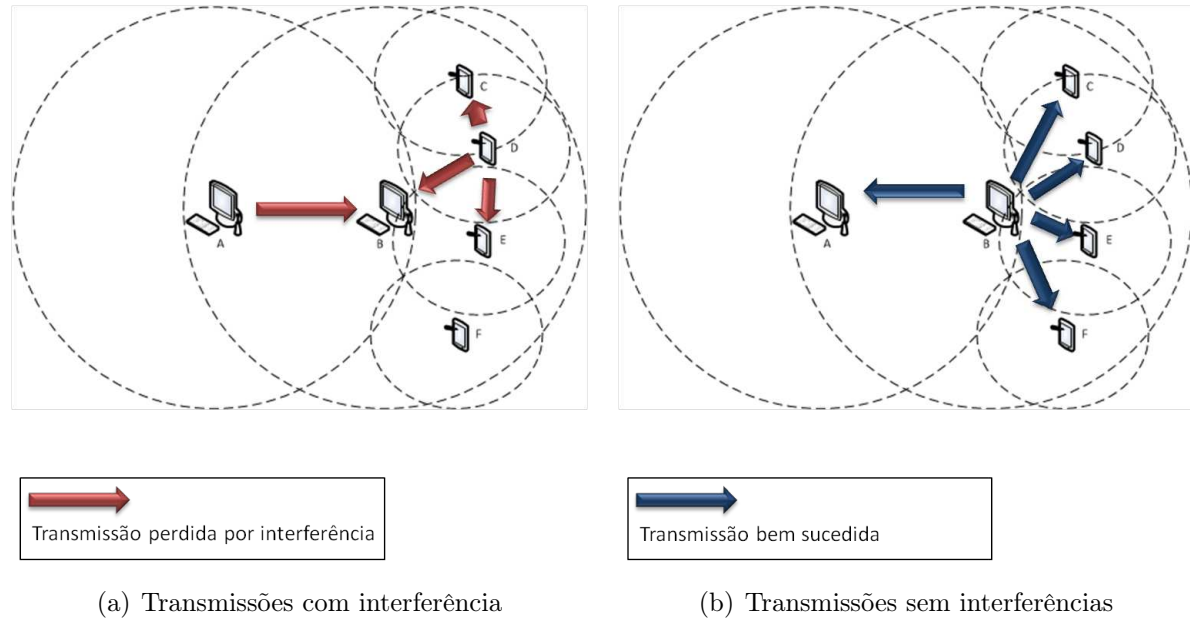 C
D
A
B
E
F
Transmissão perdida por interferência
(a) Transmissões com interferência
C
D
A
B
E
F
Transmissão bem sucedida
(b) Transmissões sem interferências